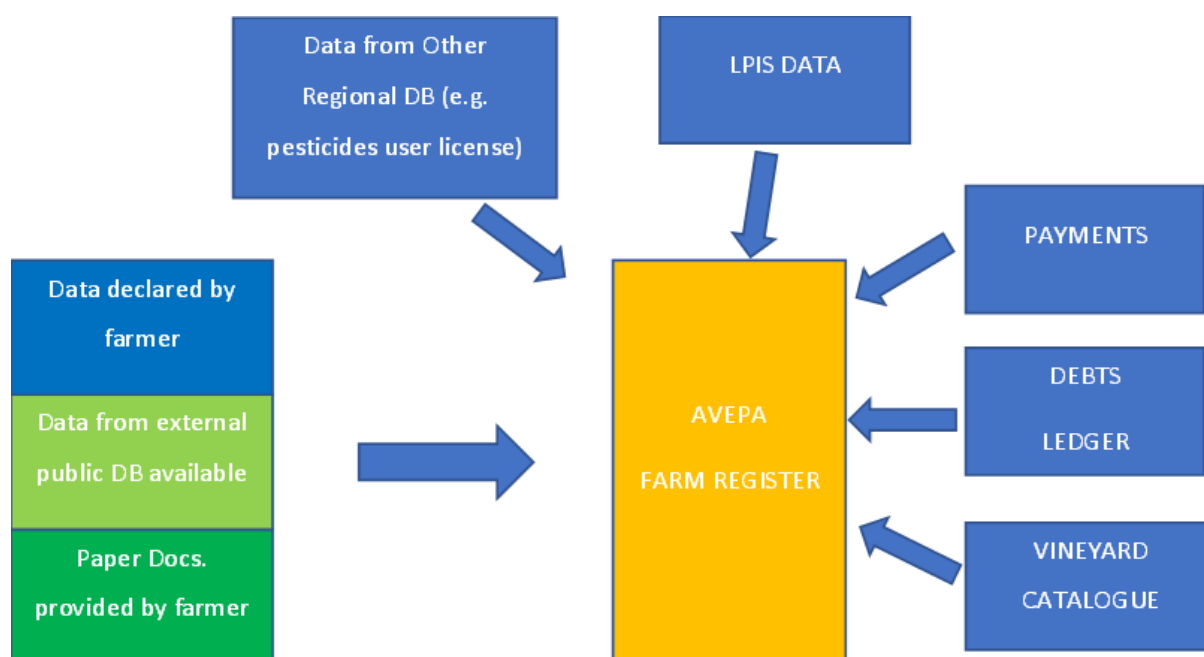 Data from Other
Regional DB (e.g.
pesticides user license)
LPIS DATA
PAYMENTS
Data declared by
farmer
Data from external
public DB available
Paper Docs.
provided by farmer
AVEPA
FARM REGISTER
DEBTS
LEDGER
VINEYARD
CATALOGUE